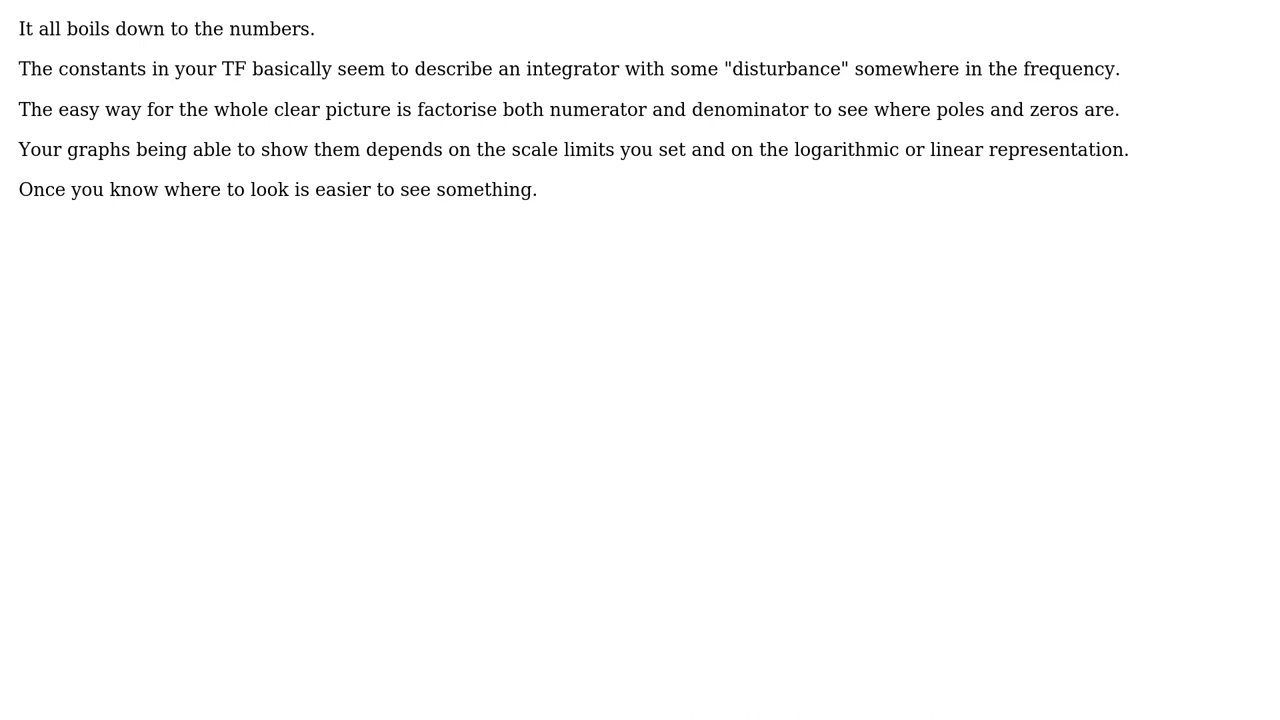 It all boils down to the numbers.
The constants in your TF basically seem to describe an integrator with some "disturbance" somewhere in the frequency.
The easy way for the whole clear picture is factorise both numerator and denominator to see where poles and zeros are.
Your graphs being able to show them depends on the scale limits you set and on the logarithmic or linear representation.
Once you know where to look is easier to see something.